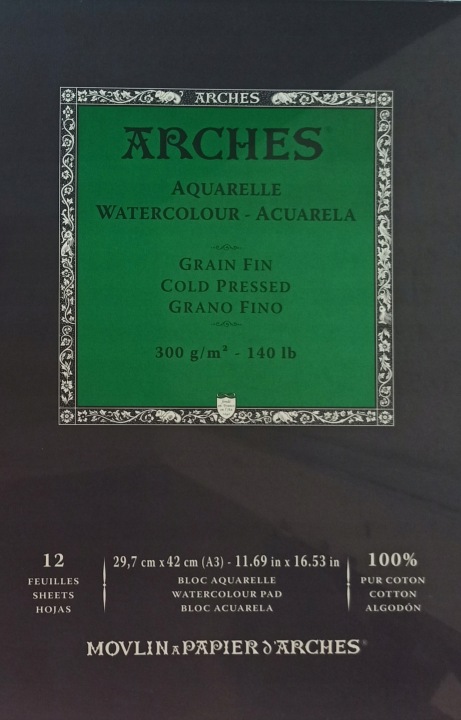 ARCHES
ARCHES®
AQUARELLE
WATERCOLOUR - ACUARELA
GRAIN FIN
COLD PRESSED
GRANO FINO
300 g/m² - 140 lb
12
FEUILLES
SHEETS
HOJAS
29,7 cm x 42 cm (A3) - 11.69 in x 16.53 in
BLOC AQUARELLE
WATERCOLOUR PAD
BLOC ACUARELA
100%
PUR COTON
COTTON
ALGODÓN
MOVLIN A PAPIER D'ARCHES®